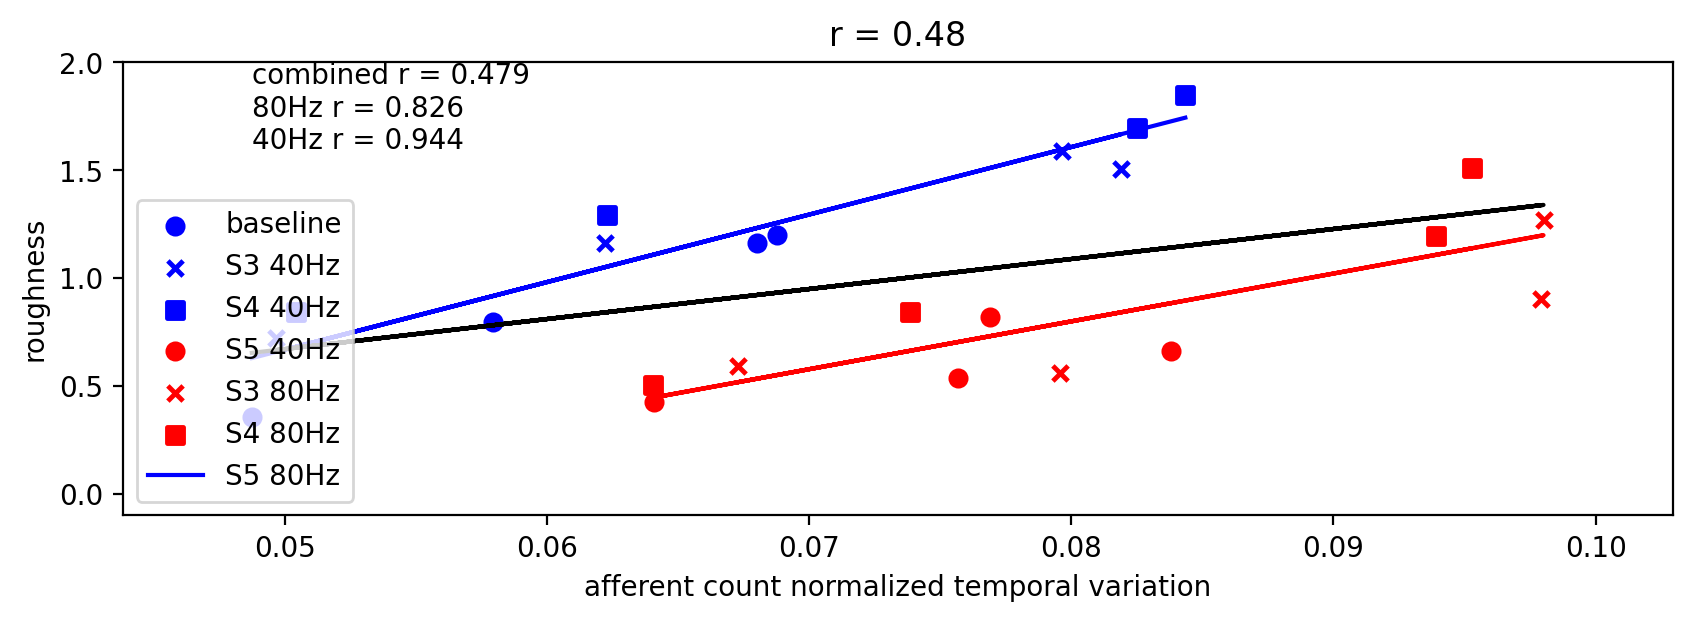 r = 0.48
combined r = 0.479
80Hz r = 0.826
40Hz r = 0.944
baseline
S3 40Hz
S4 40Hz
S5 40Hz
S3 80Hz
S4 80Hz
S5 80Hz
roughness
2.0
1.5
1.0
0.5
0.0
0.05 0.06 0.07 0.08 0.09 0.10
afferent count normalized temporal variation